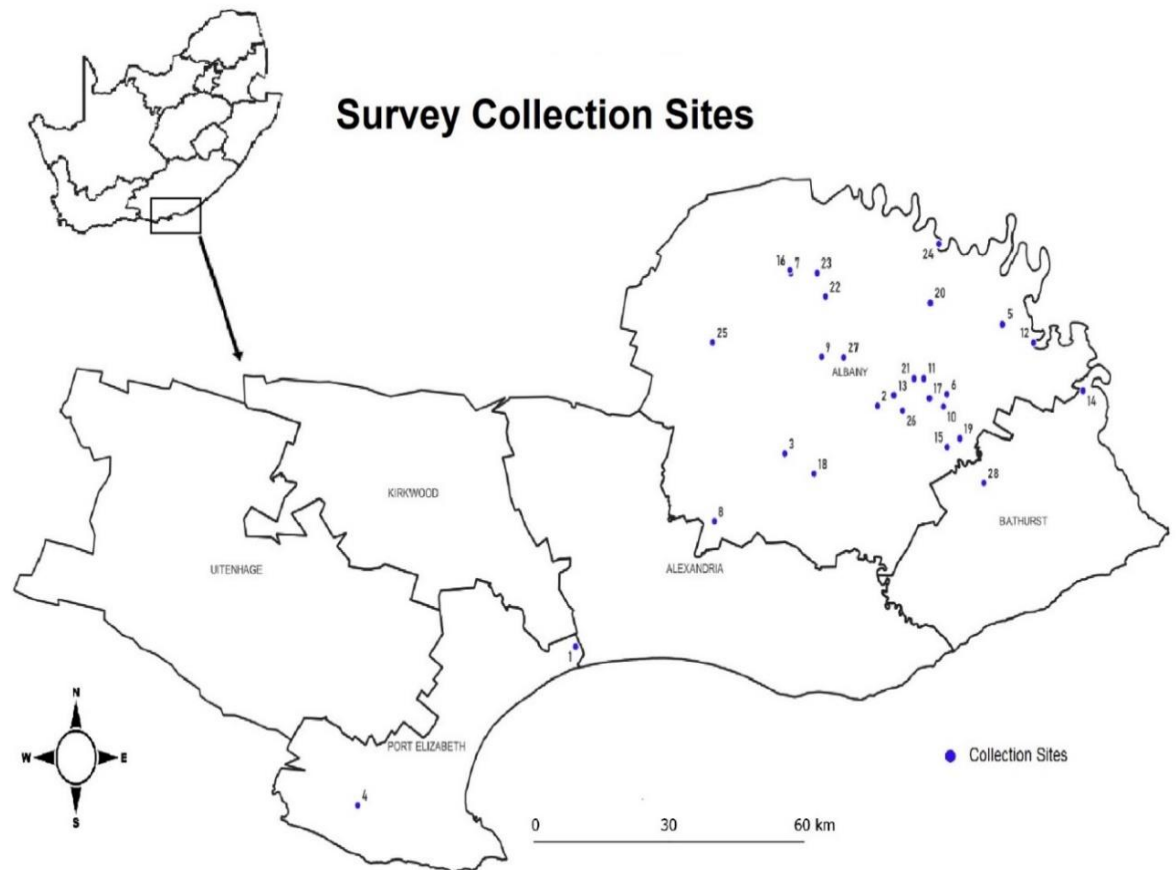 Survey Collection Sites
24
16 7 23
22
20
5
12
25
9 27
ALBANY
21 11
13 17 6
2 26 10
14
19
15
3
18
28
KIRKWOOD
8
BATHURST
UITENHAGE
ALEXANDRIA
1
N
W E
S
PORT ELIZABETH
Collection Sites
4
0 30 60 km